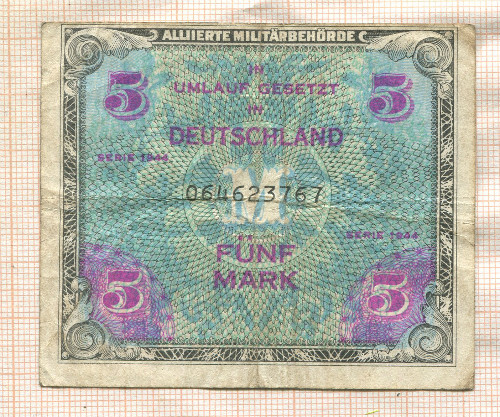 ALLIIERTE MILITÄRBEHÖRDE
5 IN 5
UMLAUF GESETZT
IN
DEUTSCHLAND
SERIE 1944
064623767
M
SERIE 1944
FÜNF
MARK
5 5